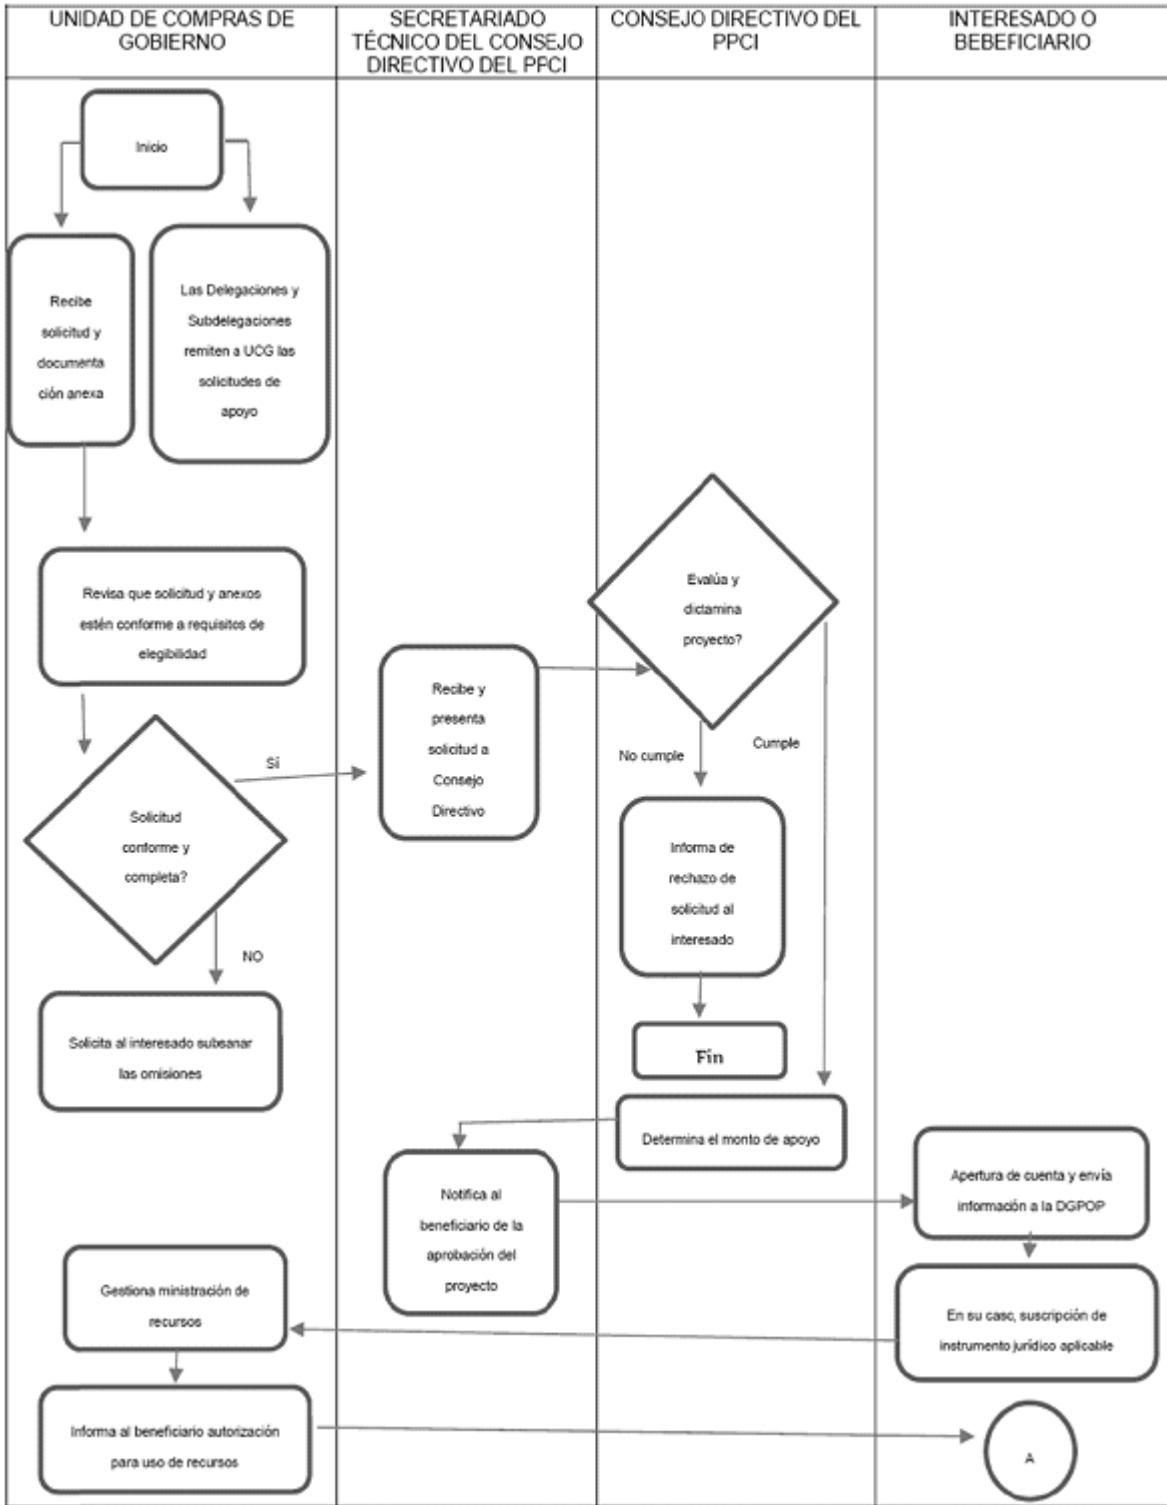 UNIDAD DE COMPRAS DE
GOBIERNO
SECRETARIADO
TÉCNICO DEL CONSEJO
DIRECTIVO DEL PPCI
CONSEJO DIRECTIVO DEL
PPCI
INTERESADO O
BEBEFICIARIO
Inicio
Recibe
solicitud y
documenta
ción anexa
Las Delegaciones y
Subdelegaciones
remiten a UCG las
solicitudes de
apoyo
Revisa que solicitud y anexos
estén conforme a requisitos de
elegibilidad
Solicitud
conforme y
completa?
Sí
NO
Solicita al interesado subsanar
las omisiones
Recibe y
presenta
solicitud a
Consejo
Directivo
Evalúa y
dictamina
proyecto?
No cumple
Cumple
Informa de
rechazo de
solicitud al
interesado
Fin
Determina el monto de apoyo
Notifica al
beneficiario de la
aprobación del
proyecto
Apertura de cuenta y envía
información a la DGPOP
En su caso, suscripción de
instrumento jurídico aplicable
Gestiona ministración de
recursos
Informa al beneficiario autorización
para uso de recursos
A